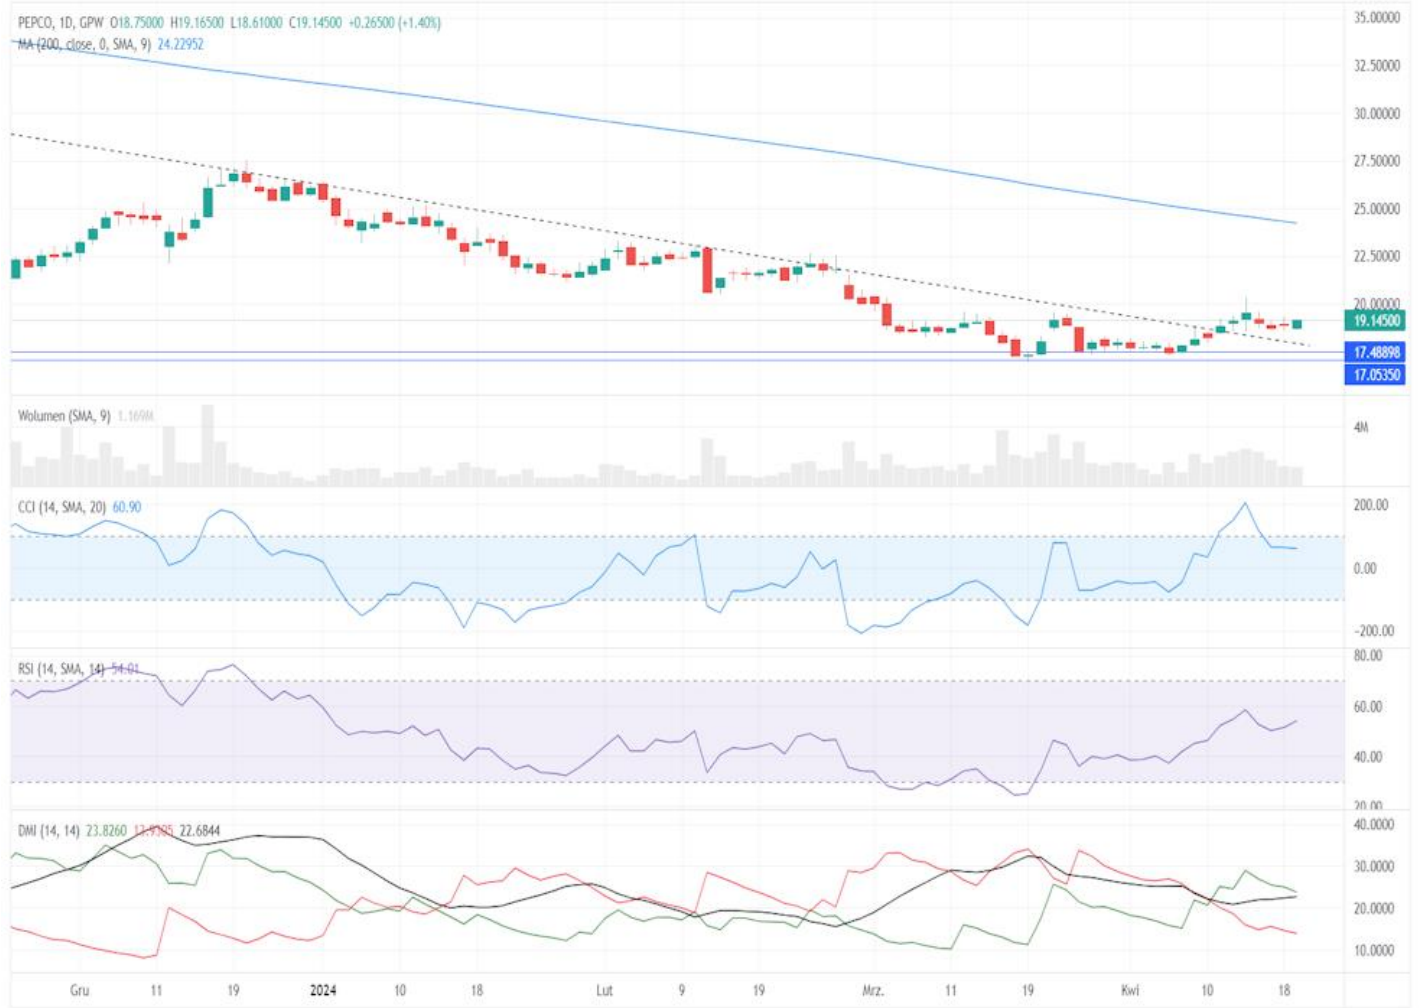 PEPCO, 1D, GPW O18.75000 H19.16500 L18.61000 C19.14500 +0.26500 (+1.40%)
MA (200, close, 0, SMA, 9) 24.22952
35.00000
32.50000
30.00000
27.50000
25.00000
22.50000
20.00000
19.14500
17.48898
17.05350
Wolumen (SMA, 9) 1.169M
4M
CCI (14, SMA, 20) 60.90
200.00
0.00
-200.00
RSI (14, SMA, 14) 54.01
80.00
60.00
40.00
20.00
DMI (14, 14) 23.8260 22.6844
40.0000
30.0000
20.0000
10.0000
Gru 11 19 2024 10 18 Lut 9 19 Mrz. 11 19 Kwi 10 18